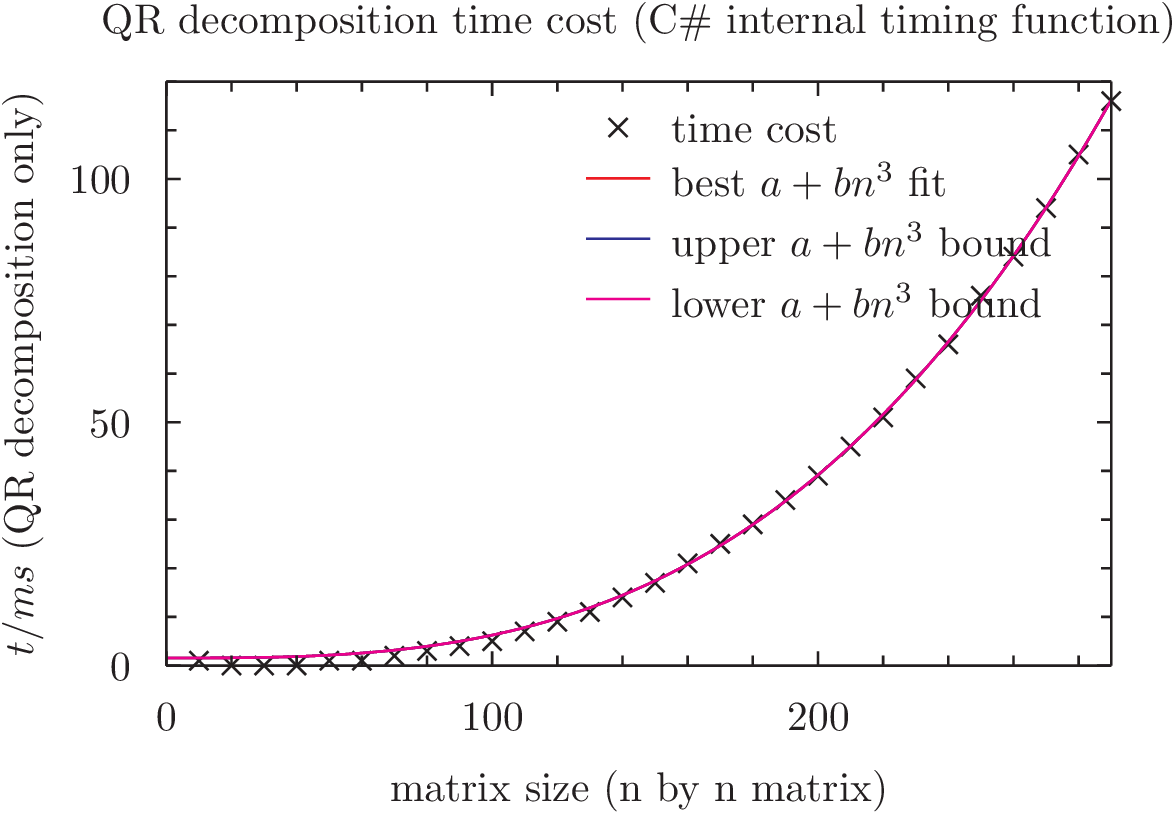 QR decomposition time cost (C# internal timing function)
t/ms (QR decomposition only)
100
50
0
time cost
best a + bn³ fit
upper a + bn³ bound
lower a + bn³ bound
0 100 200
matrix size (n by n matrix)